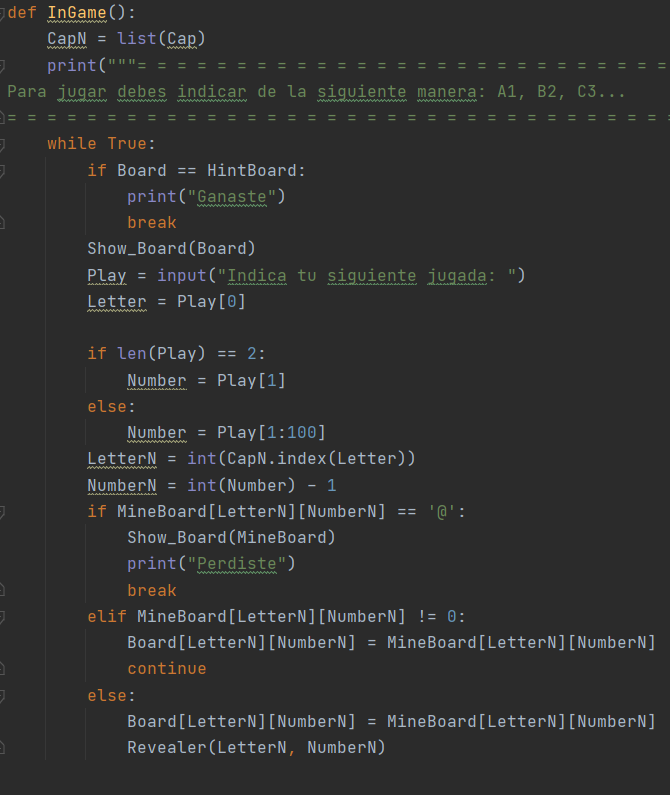 def InGame():
    CapN = list(Cap)
    print("""= = = = = = = = = = = = = = = = = = = = = = = = = = =
Para jugar debes indicar de la siguiente manera: A1, B2, C3...
= = = = = = = = = = = = = = = = = = = = = = = = = = = = = = = = = =
    while True:
        if Board == HintBoard:
            print("Ganaste")
            break
        Show_Board(Board)
        Play = input("Indica tu siguiente jugada: ")
        Letter = Play[0]

        if len(Play) == 2:
            Number = Play[1]
        else:
            Number = Play[1:100]
        LetterN = int(CapN.index(Letter))
        NumberN = int(Number) - 1
        if MineBoard[LetterN][NumberN] == '@':
            Show_Board(MineBoard)
            print("Perdiste")
            break
        elif MineBoard[LetterN][NumberN] != 0:
            Board[LetterN][NumberN] = MineBoard[LetterN][NumberN]
            continue
        else:
            Board[LetterN][NumberN] = MineBoard[LetterN][NumberN]
            Revealer(LetterN, NumberN)